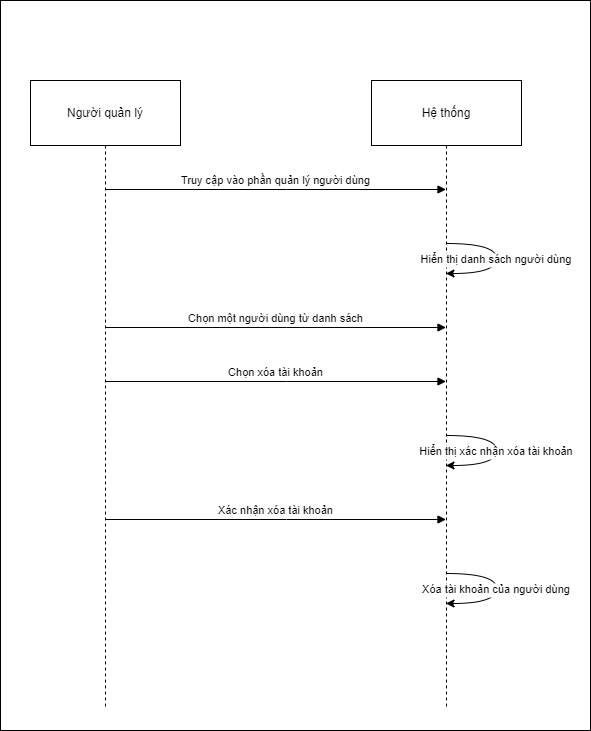 Người quản lý
Hệ thống
Truy cập vào phần quản lý người dùng
Hiển thị danh sách người dùng
Chọn một người dùng từ danh sách
Chọn xóa tài khoản
Hiển thị xác nhận xóa tài khoản
Xác nhận xóa tài khoản
Xóa tài khoản của người dùng